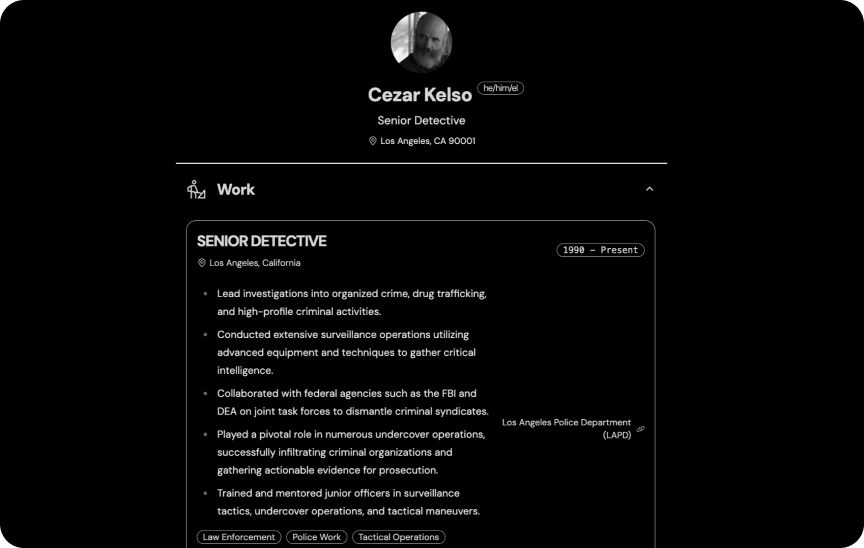 Cezar Kelso he/him/el
Senior Detective
Los Angeles, CA 90001
Work
SENIOR DETECTIVE
1990 – Present
Los Angeles, California
Lead investigations into organized crime, drug trafficking,
and high-profile criminal activities.
Conducted extensive surveillance operations utilizing
advanced equipment and techniques to gather critical
intelligence.
Collaborated with federal agencies such as the FBI and
DEA on joint task forces to dismantle criminal syndicates.
Played a pivotal role in numerous undercover operations,
successfully infiltrating criminal organizations and
gathering actionable evidence for prosecution.
Trained and mentored junior officers in surveillance
tactics, undercover operations, and tactical maneuvers.
Los Angeles Police Department
(LAPD)
Law Enforcement Police Work Tactical Operations